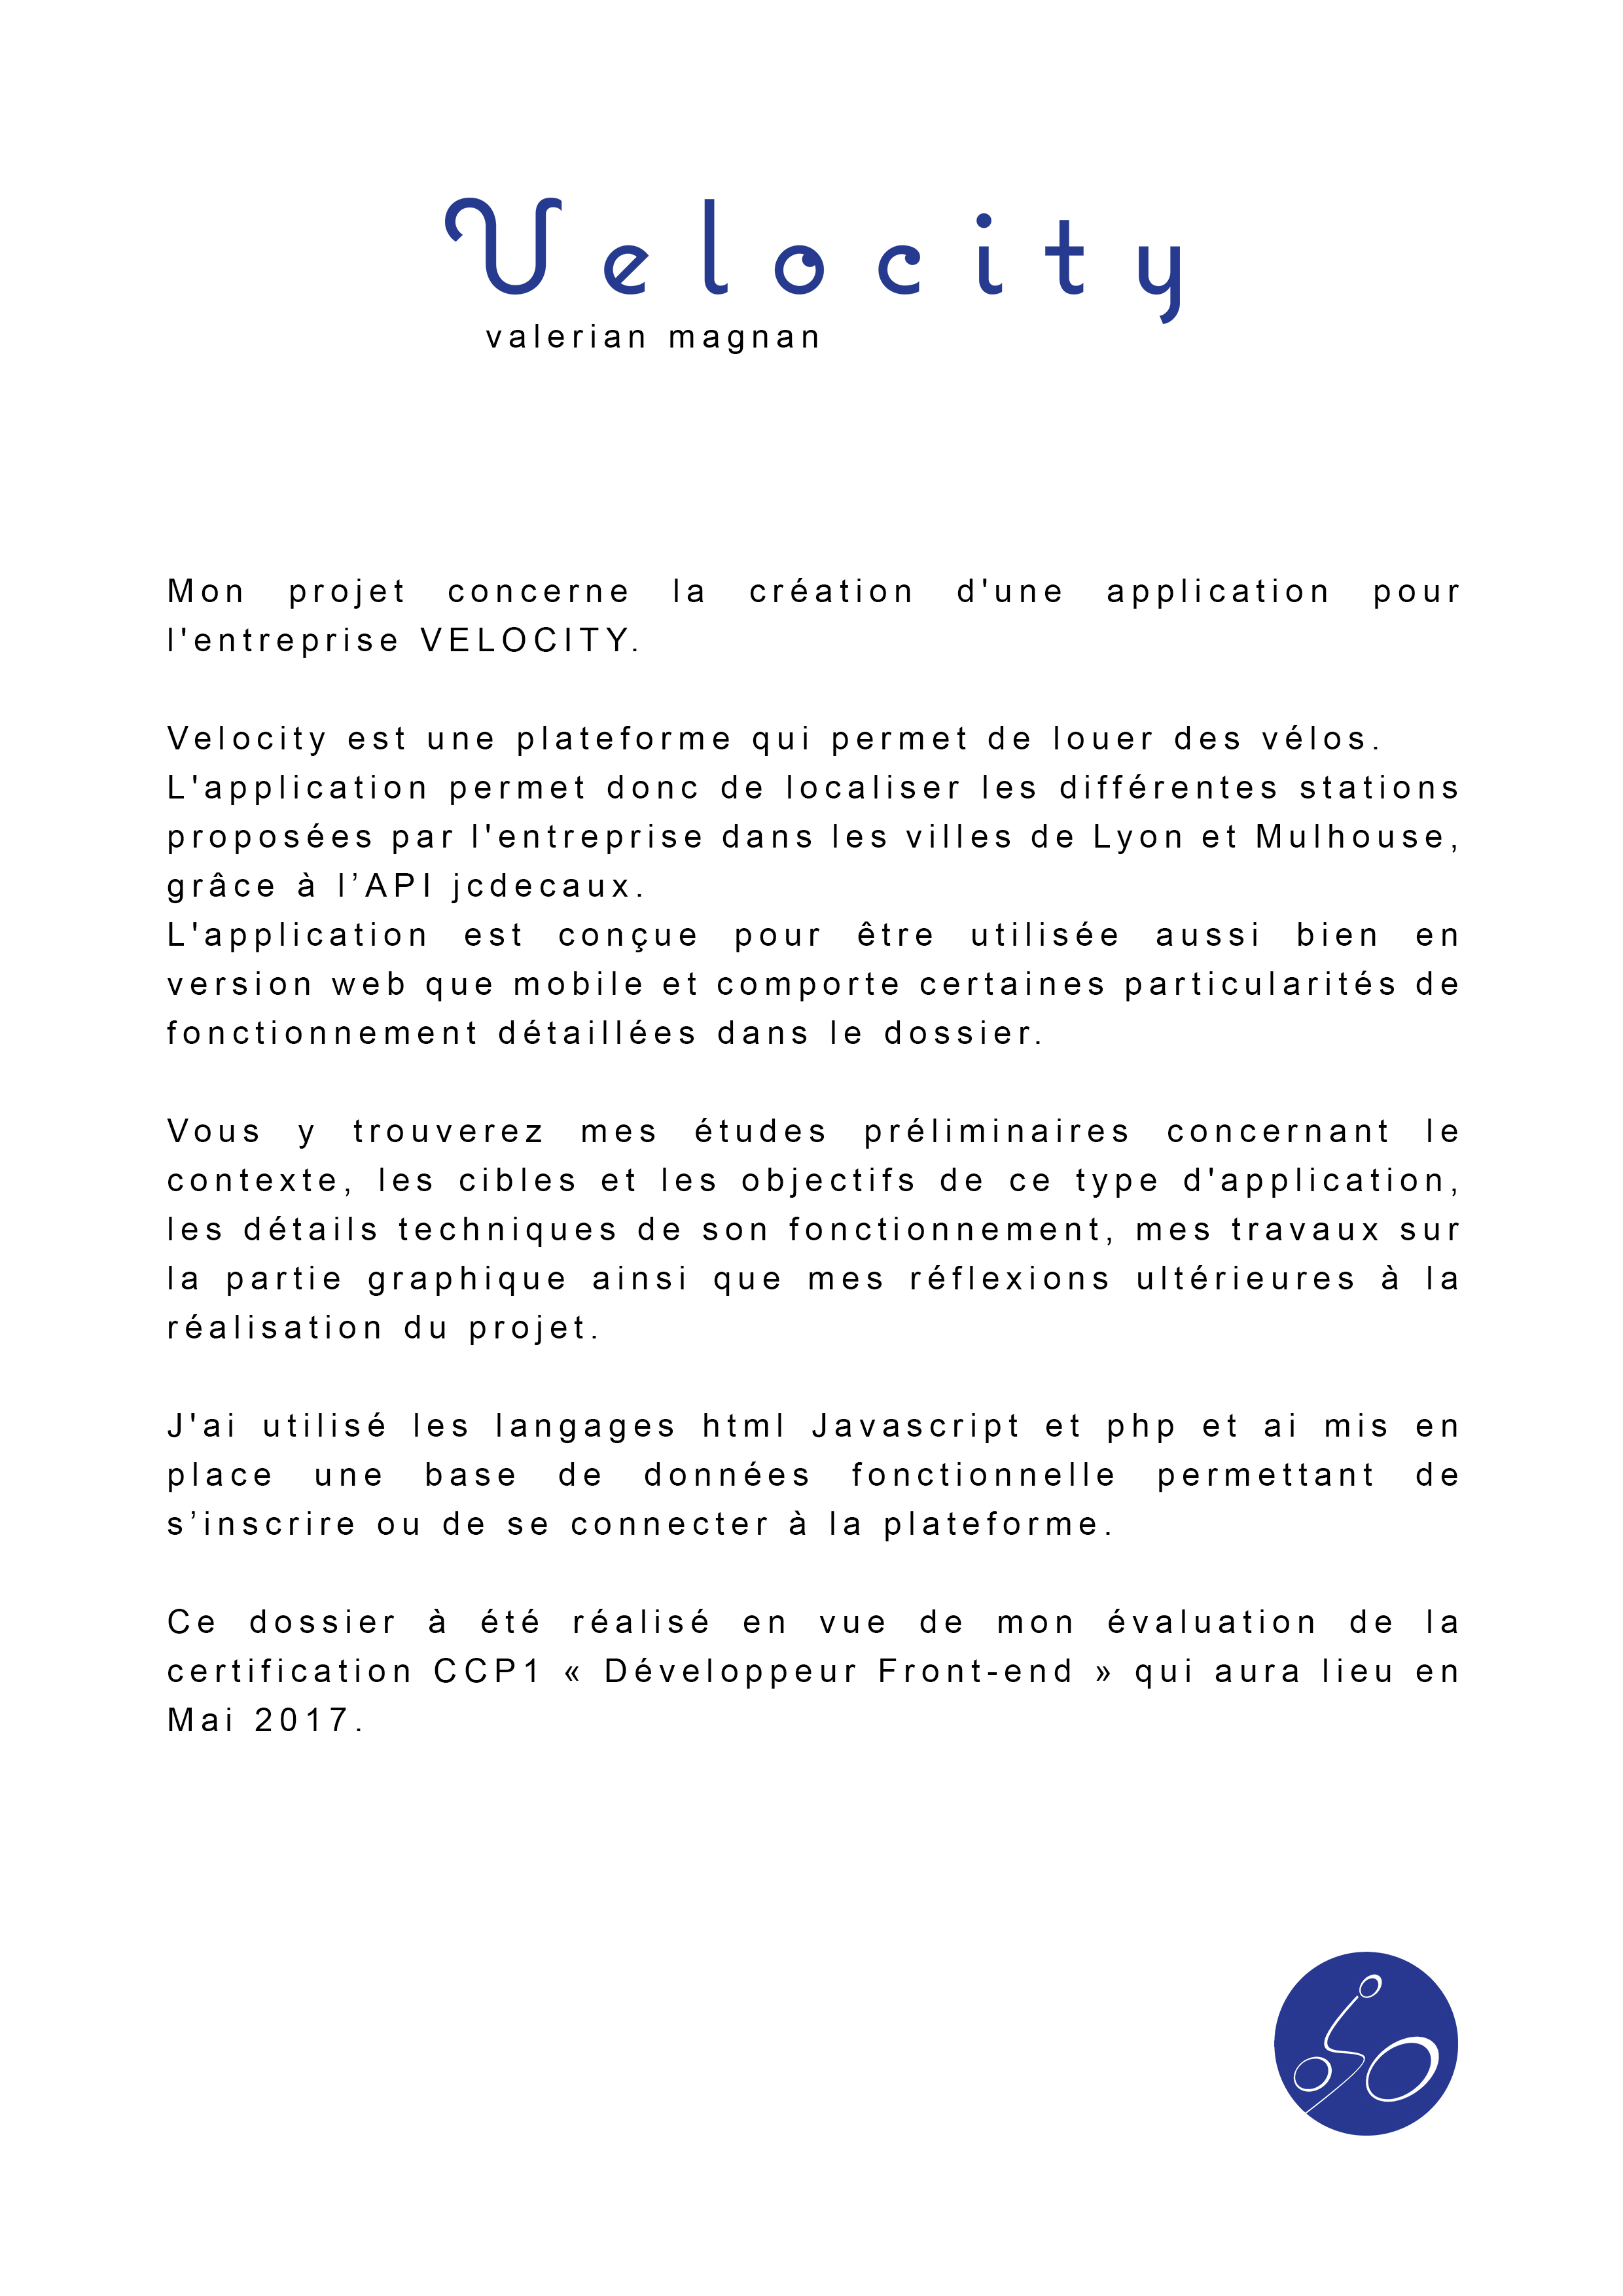 Velocity
valerian magnan
Mon projet concerne la création d'une application pour
l'entreprise VELOCITY.
Velocity est une plateforme qui permet de louer des vélos.
L'application permet donc de localiser les différentes stations
proposées par l'entreprise dans les villes de Lyon et Mulhouse,
grâce à l’API jcdecaux.
L'application est conçue pour être utilisée aussi bien en
version web que mobile et comporte certaines particularités de
fonctionnement détaillées dans le dossier.
Vous y trouverez mes études préliminaires concernant le
contexte, les cibles et les objectifs de ce type d'application,
les détails techniques de son fonctionnement, mes travaux sur
la partie graphique ainsi que mes réflexions ultérieures à la
réalisation du projet.
J'ai utilisé les langages html Javascript et php et ai mis en
place une base de données fonctionnelle permettant de
s’inscrire ou de se connecter à la plateforme.
Ce dossier à été réalisé en vue de mon évaluation de la
certification CCP1 « Développeur Front-end » qui aura lieu en
Mai 2017.